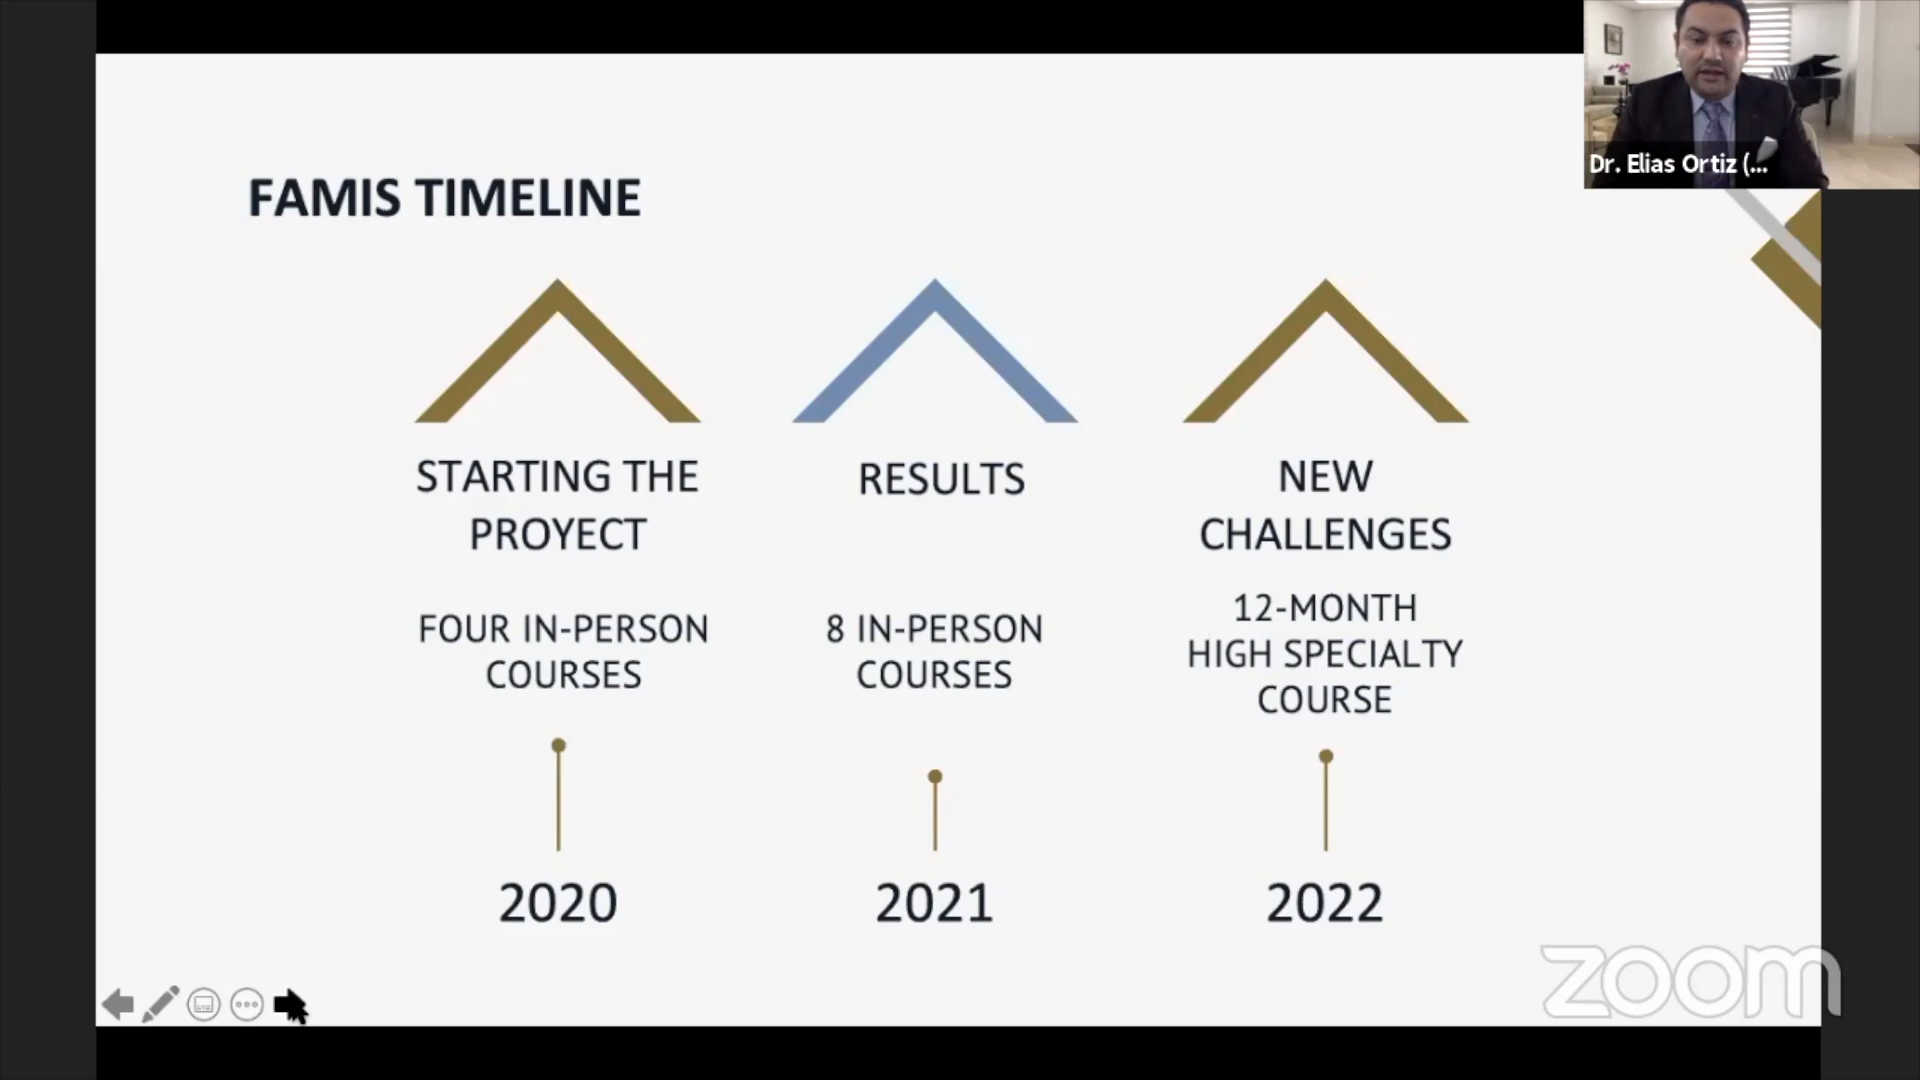 Dr. Elias Ortiz (...
FAMIS TIMELINE
STARTING THE
PROYECT
FOUR IN-PERSON
COURSES
2020
RESULTS
8 IN-PERSON
COURSES
2021
NEW
CHALLENGES
12-MONTH
HIGH SPECIALTY
COURSE
2022
zoom